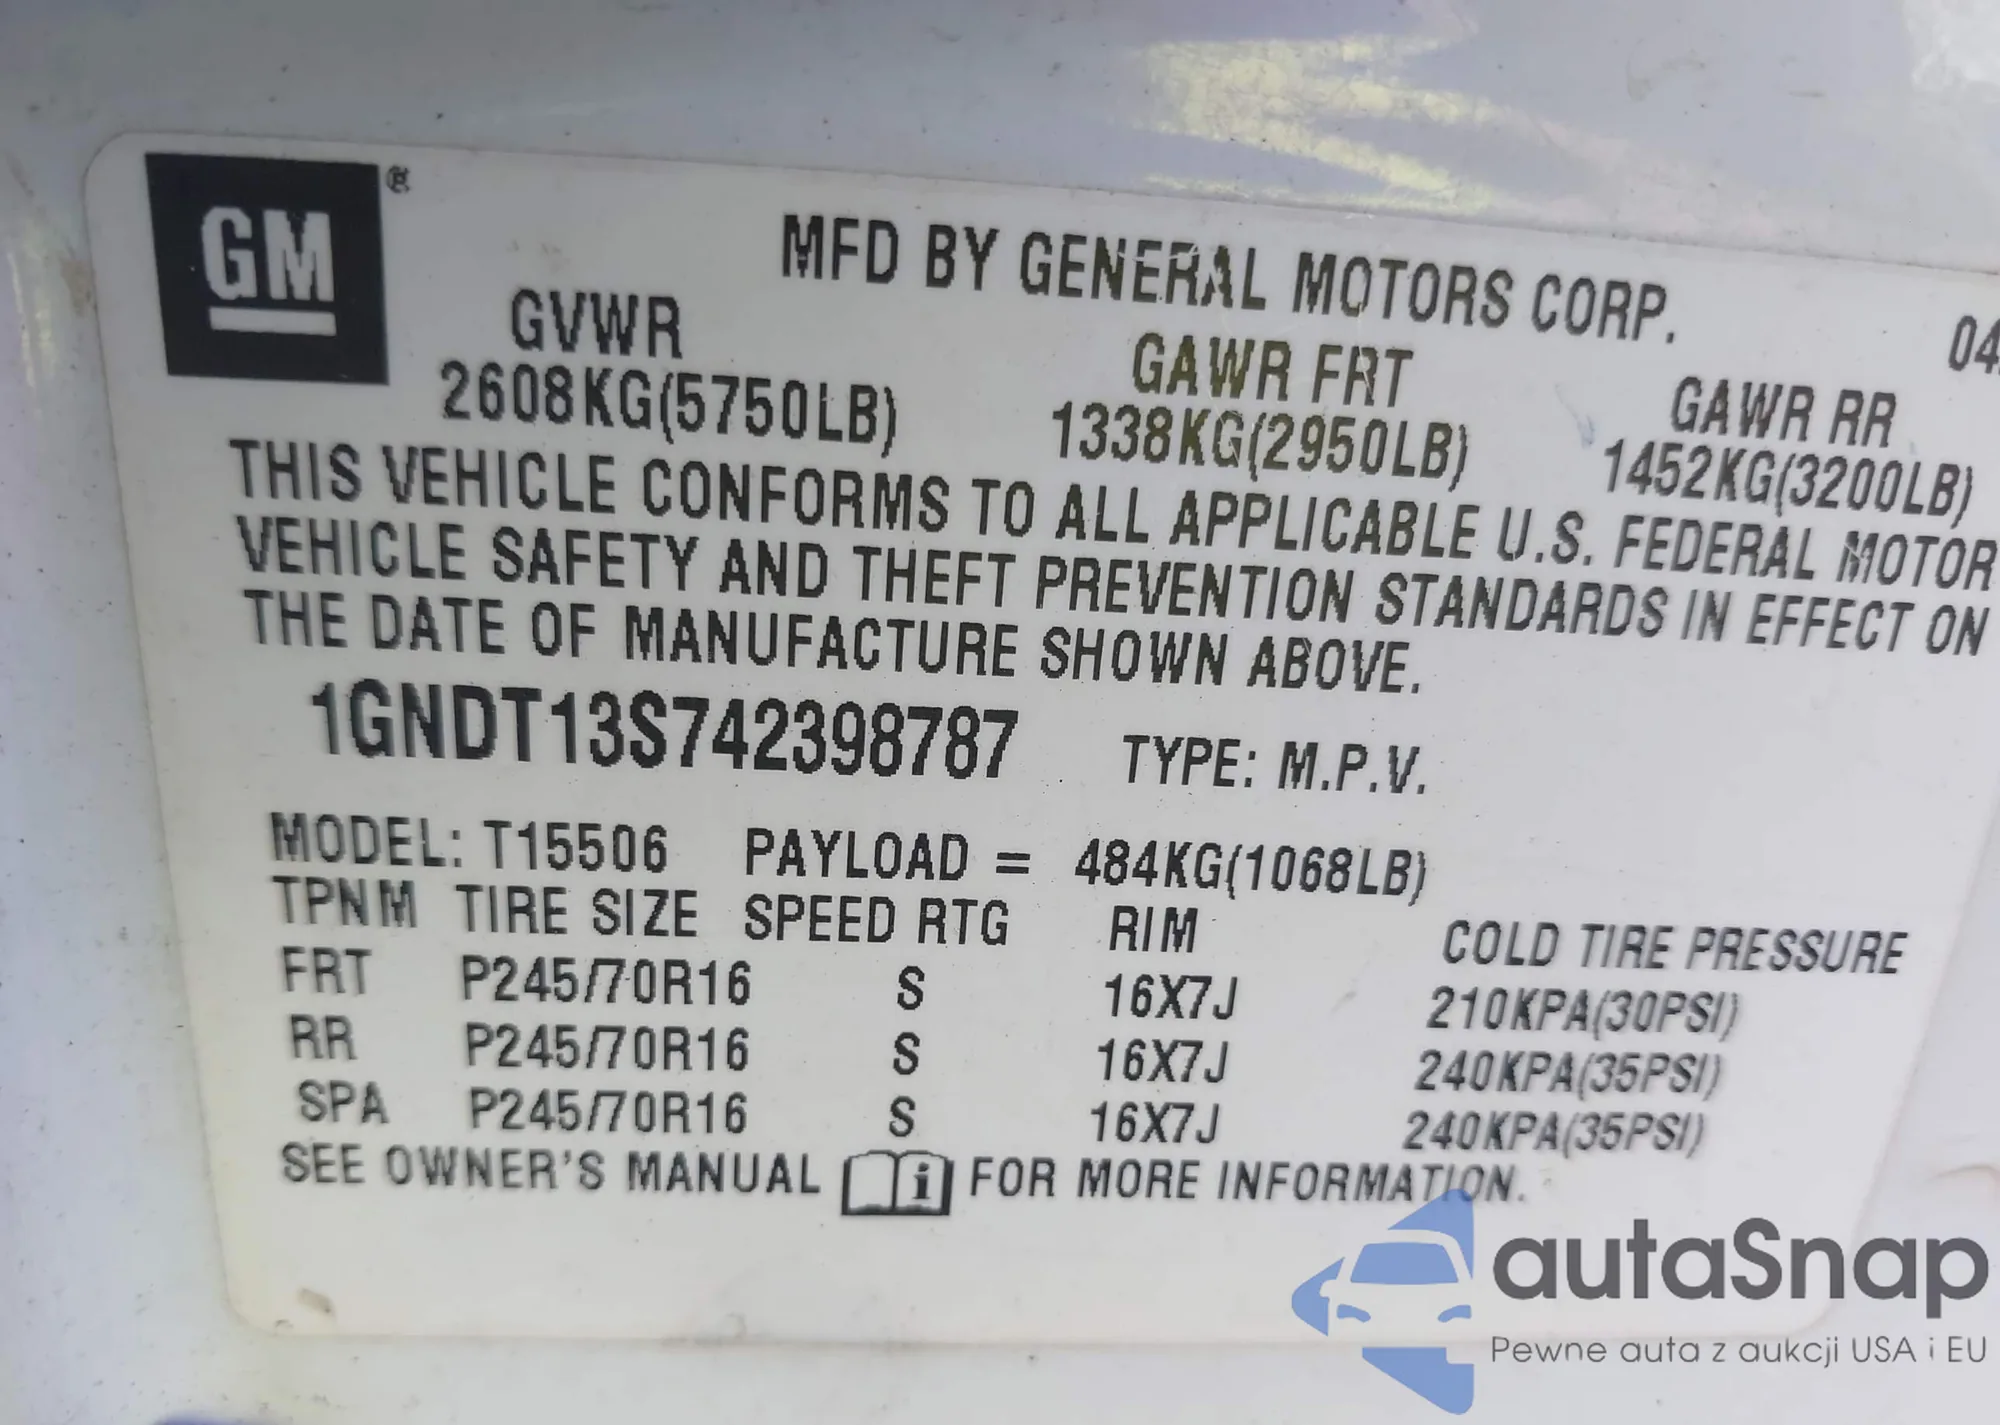 GM ®
MFD BY GENERAL MOTORS CORP. 04
GVWR GAWR FRT GAWR RR
2608KG(5750LB) 1338KG(2950LB) 1452KG(3200LB)
THIS VEHICLE CONFORMS TO ALL APPLICABLE U.S. FEDERAL MOTOR
VEHICLE SAFETY AND THEFT PREVENTION STANDARDS IN EFFECT ON
THE DATE OF MANUFACTURE SHOWN ABOVE.
1GNDT13S742398787 TYPE: M.P.V.
MODEL: T15506 PAYLOAD = 484KG(1068LB)
TPNM TIRE SIZE SPEED RTG RIM COLD TIRE PRESSURE
FRT P245/70R16 S 16X7J 210KPA(30PSI)
RR P245/70R16 S 16X7J 240KPA(35PSI)
SPA P245/70R16 S 16X7J 240KPA(35PSI)
SEE OWNER'S MANUAL i FOR MORE INFORMATION.
autaSnap
Pewne auta z aukcji USA i EU